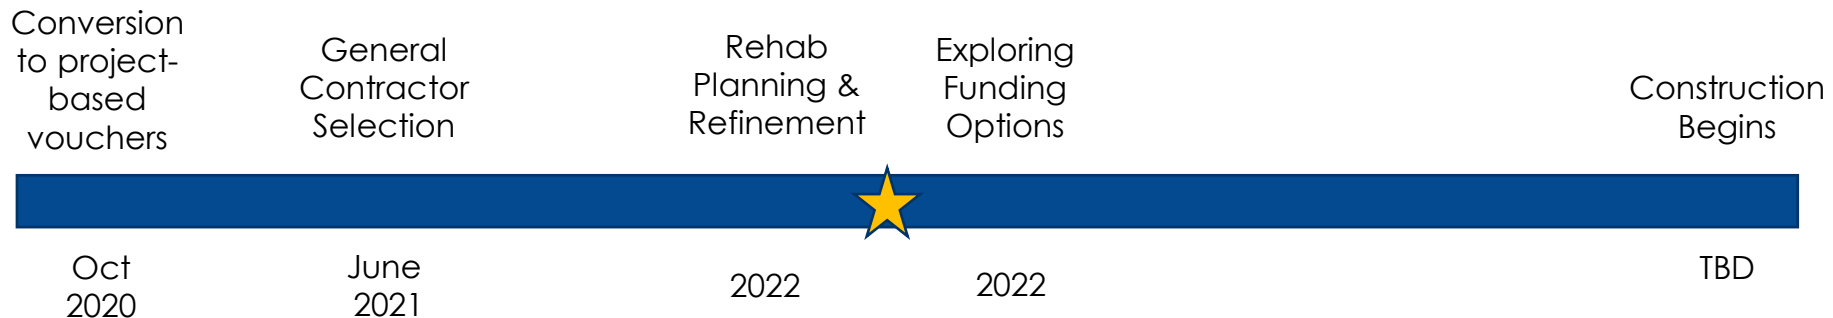 Conversion
to project-
based
vouchers
General
Contractor
Selection
Rehab
Planning &
Refinement
Exploring
Funding
Options
Construction
Begins
Oct
2020
June
2021
2022
2022
TBD